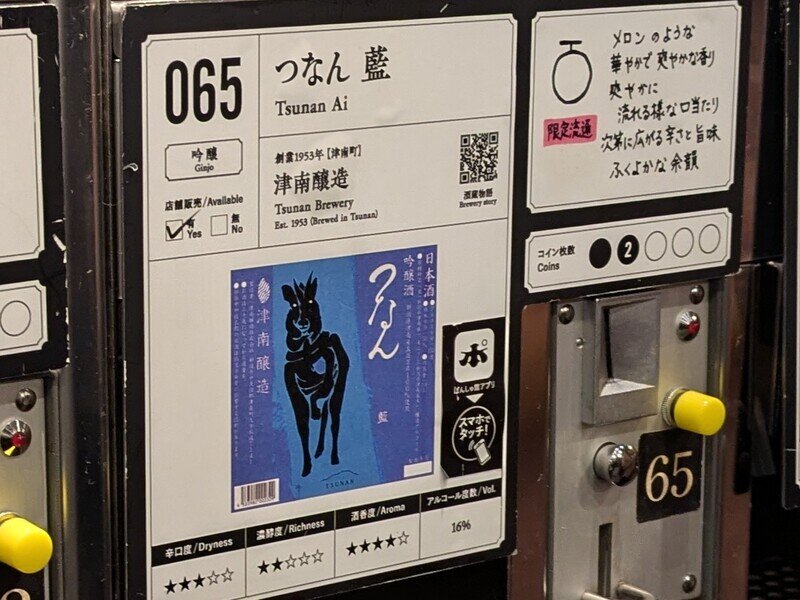 065
つなん 藍
Tsunan Ai
吟醸
Ginjo
創業1953年 [津南町]
津南醸造
Tsunan Brewery
Est. 1953 (Brewed in Tsunan)
酒蔵物語
Brewery story
店舗販売/Available
有
Yes
無
No
日本酒
吟醸酒
つなん
藍
津南醸造
TSUNAN
ポ
ぽんしゅ館アプリ
スマホで
タッチ!
辛口度/Dryness
★★★☆☆
濃醇度/Richness
★★☆☆☆
酒香度/Aroma
★★★★☆
アルコール度数/Vol.
16%
メロンのような
華やかで爽やかな香り
爽やかに
流れる様な口当たり
次第に広がる辛さと旨味
ふくよかな余韻
限定流通
コイン枚数
Coins
2
65